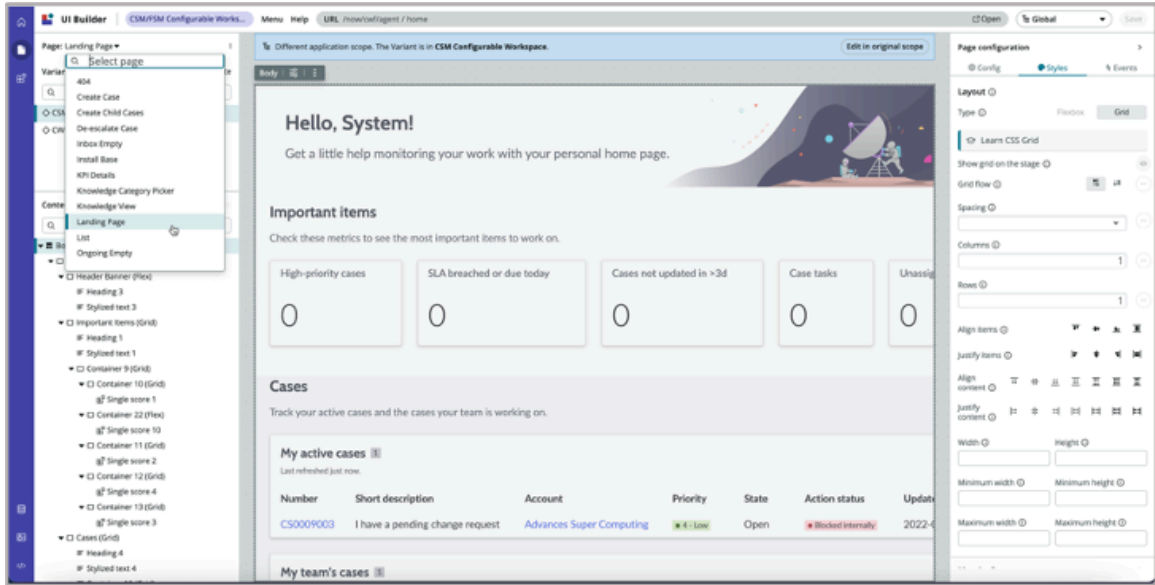 UI Builder CSM/FSM Configurable Works... Menu Help URL /now/cwf/agent / home Open Global Save
Page: Landing Page
Select page
404
Create Case
Create Child Cases
De-escalate Case
Inbox Empty
Install Base
KPI Details
Knowledge Category Picker
Knowledge View
Landing Page
List
Ongoing Empty
Header Banner (Flex)
Heading 3
Stylized text 3
Important items (Grid)
Heading 1
Stylized text 1
Container 9 (Grid)
Container 10 (Grid)
Single score 1
Container 22 (Flex)
Single score 10
Container 11 (Grid)
Single score 2
Container 12 (Grid)
Single score 4
Container 13 (Grid)
Single score 3
Cases (Grid)
Heading 4
Stylized text 4
Different application scope. The Variant is in CSM Configurable Workspace. Edit in original scope
Body
Hello, System!
Get a little help monitoring your work with your personal home page.
Important items
Check these metrics to see the most important items to work on.
High-priority cases SLA breached or due today Cases not updated in >3d Case tasks Unassig
0 0 0 0 0
Cases
Track your active cases and the cases your team is working on.
My active cases 1
Last refreshed just now.
Number Short description Account Priority State Action status Update
CS0009003 I have a pending change request Advances Super Computing 4 - Low Open Blocked internally 2022-
My team's cases
Page configuration
Config Styles Events
Layout
Type Flexbox Grid
Learn CSS Grid
Show grid on the stage
Grid flow
Spacing
Columns
1
Rows
1
Align items
Justify items
Align content
Justify content
Width Height
Minimum width Minimum height
Maximum width Maximum height